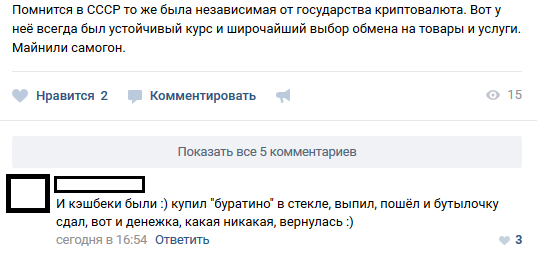 Помнится в СССР то же была независимая от государства криптовалюта. Вот у
неё всегда был устойчивый курс и широчайший выбор обмена на товары и услуги.
Майнили самогон.
Нравится 2 Комментировать 15
Показать все 5 комментариев
И кэшбеки были :) купил "буратино" в стекле, выпил, пошёл и бутылочку
сдал, вот и денежка, какая никакая, вернулась :)
сегодня в 16:54 Ответить 3